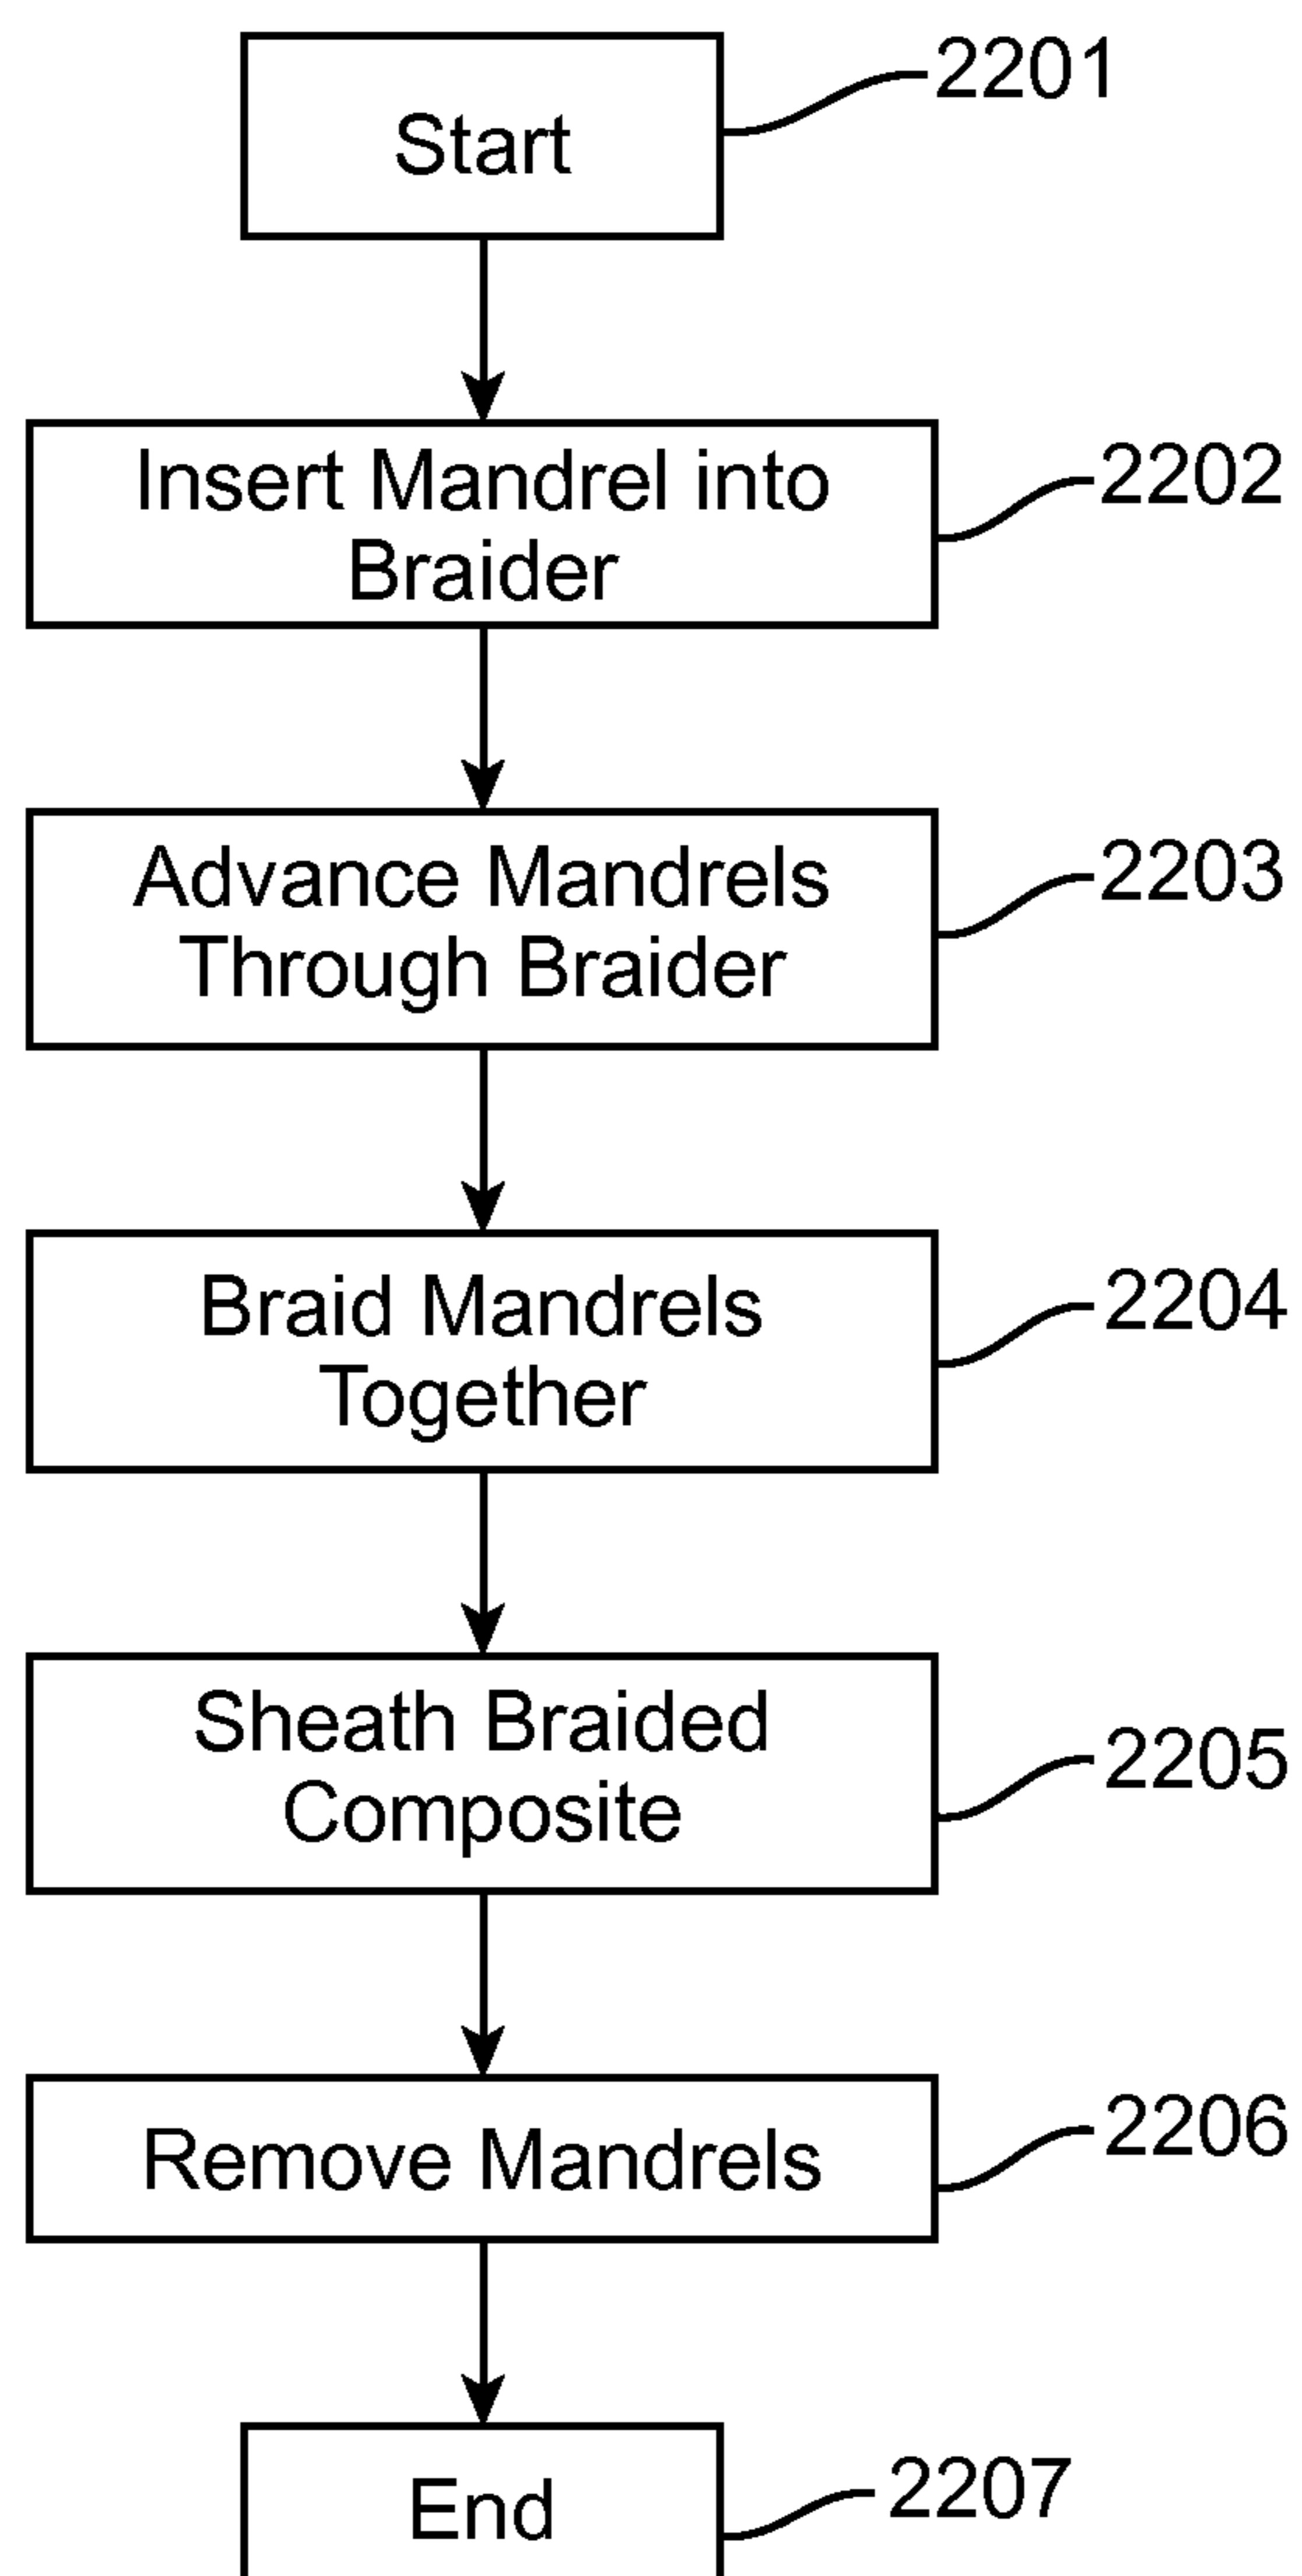 Start
2201
Insert Mandrel into
Braider
2202
Advance Mandrels
Through Braider
2203
Braid Mandrels
Together
2204
Sheath Braided
Composite
2205
Remove Mandrels
2206
End
2207